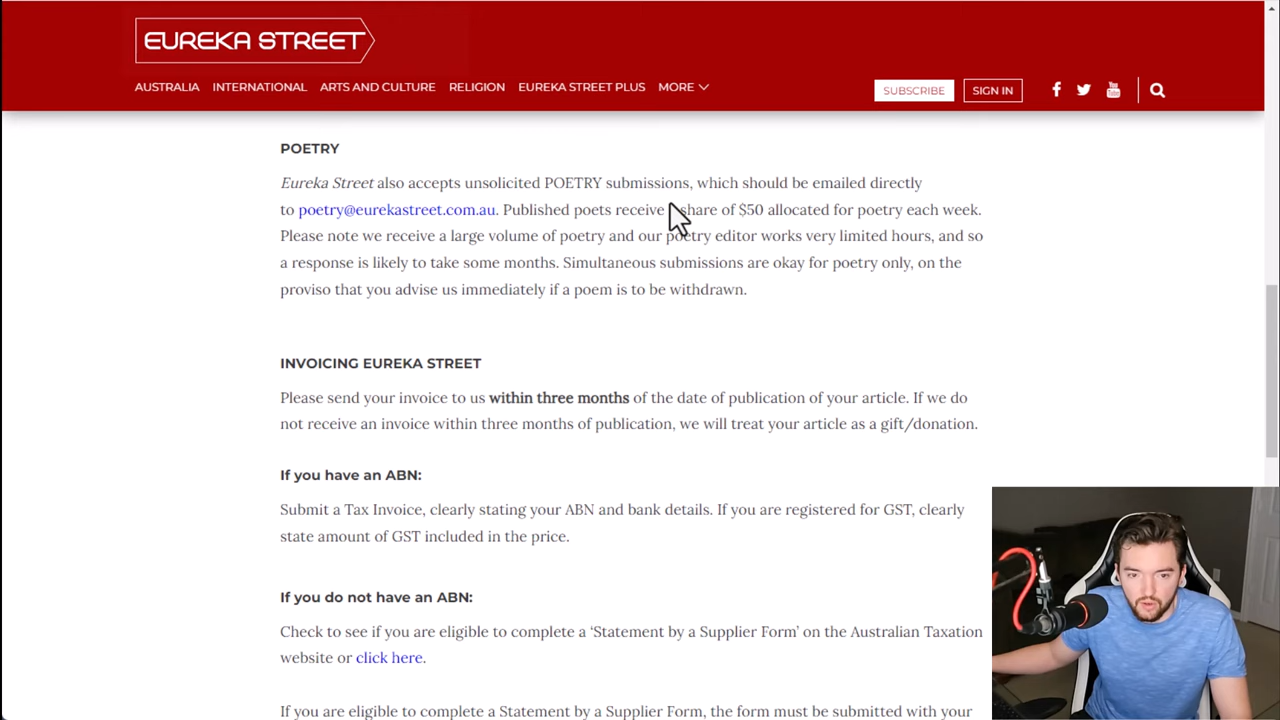 EUREKA STREET
AUSTRALIA INTERNATIONAL ARTS AND CULTURE RELIGION EUREKA STREET PLUS MORE SUBSCRIBE SIGN IN
POETRY
Eureka Street also accepts unsolicited POETRY submissions, which should be emailed directly
to poetry@eurekastreet.com.au. Published poets receive share of $50 allocated for poetry each week.
Please note we receive a large volume of poetry and our poetry editor works very limited hours, and so
a response is likely to take some months. Simultaneous submissions are okay for poetry only, on the
proviso that you advise us immediately if a poem is to be withdrawn.
INVOICING EUREKA STREET
Please send your invoice to us within three months of the date of publication of your article. If we do
not receive an invoice within three months of publication, we will treat your article as a gift/donation.
If you have an ABN:
Submit a Tax Invoice, clearly stating your ABN and bank details. If you are registered for GST, clearly
state amount of GST included in the price.
If you do not have an ABN:
Check to see if you are eligible to complete a ‘Statement by a Supplier Form’ on the Australian Taxation
website or click here.
If you are eligible to complete a Statement by a Supplier Form, the form must be submitted with your